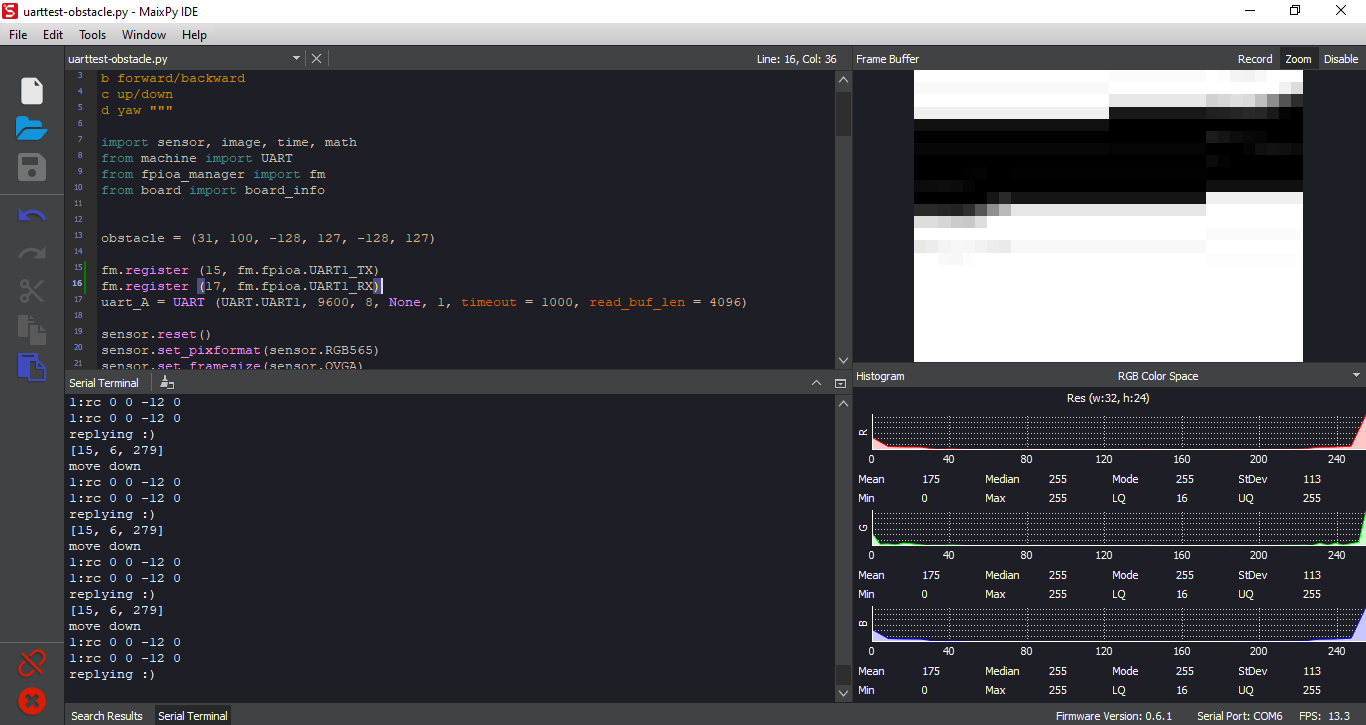 uarttest-obstacle.py - MaixPy IDE
File Edit Tools Window Help
uarttest-obstacle.py Line: 16, Col: 36
3 b forward/backward
4 c up/down
5 d yaw """
6
7 import sensor, image, time, math
8 from machine import UART
9 from fpioa_manager import fm
10 from board import board_info
11
12
13 obstacle = (31, 100, -128, 127, -128, 127)
14
15 fm.register (15, fm.fpioa.UART1_TX)
16 fm.register (17, fm.fpioa.UART1_RX)
17 uart_A = UART (UART.UART1, 9600, 8, None, 1, timeout = 1000, read_buf_len = 4096)
18
19 sensor.reset()
20 sensor.set_pixformat(sensor.RGB565)
21 sensor.set_framesize(sensor.QVGA)
Serial Terminal
1:rc 0 0 -12 0
1:rc 0 0 -12 0
replying :)
[15, 6, 279]
move down
1:rc 0 0 -12 0
1:rc 0 0 -12 0
replying :)
[15, 6, 279]
move down
1:rc 0 0 -12 0
1:rc 0 0 -12 0
replying :)
[15, 6, 279]
move down
1:rc 0 0 -12 0
1:rc 0 0 -12 0
replying :)
Search Results Serial Terminal
Frame Buffer Record Zoom Disable
Histogram RGB Color Space
Res (w:32, h:24)
R
0 40 80 120 160 200 240
Mean 175 Median 255 Mode 255 StDev 113
Min 0 Max 255 LQ 16 UQ 255
G
0 40 80 120 160 200 240
Mean 175 Median 255 Mode 255 StDev 113
Min 0 Max 255 LQ 16 UQ 255
B
0 40 80 120 160 200 240
Mean 175 Median 255 Mode 255 StDev 113
Min 0 Max 255 LQ 16 UQ 255
Firmware Version: 0.6.1 Serial Port: COM6 FPS: 13.3